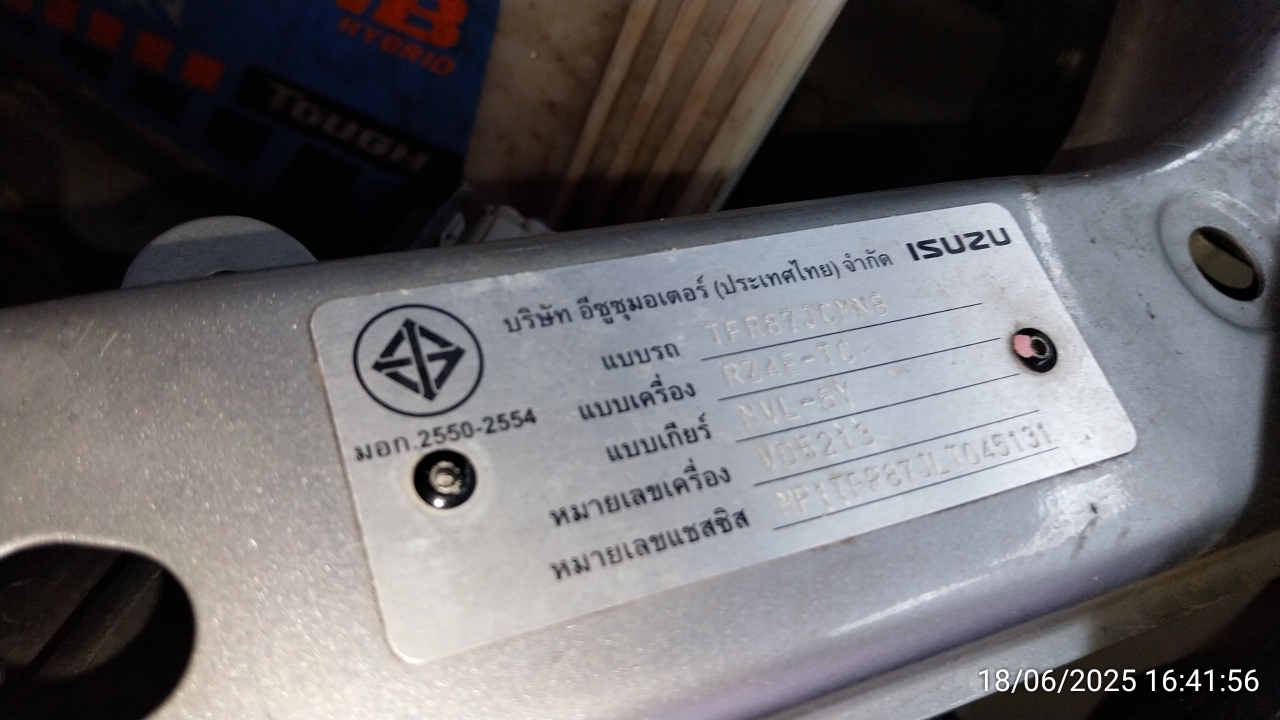 HYBRID
TOUGH
ISUZU
บริษัท อีซูซุมอเตอร์ (ประเทศไทย) จำกัด
แบบรถ TFR87JCMNB
แบบเครื่อง RZ4E-TC
แบบเกียร์ MVL-6Y
มอก.2550-2554
หมายเลขเครื่อง VD5213
หมายเลขแชสซิส MP1TFR87JLT045131
18/06/2025 16:41:56